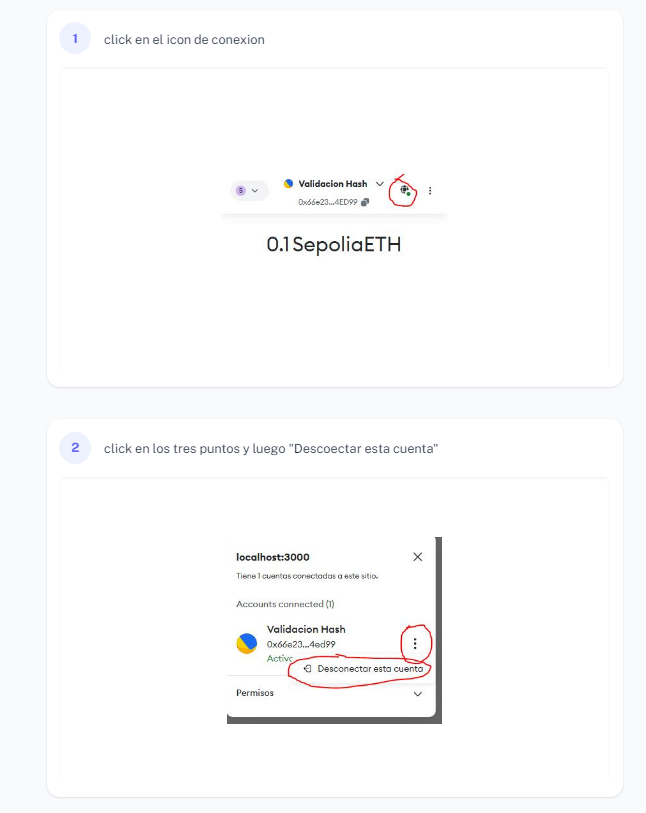 1 click en el icon de conexion
S Validacion Hash
0x66e23...4ED99
0.1 SepoliaETH
2 click en los tres puntos y luego "Descoectar esta cuenta"
localhost:3000
Tiene 1 cuentas conectadas a este sitio.
Accounts connected (1)
Validacion Hash
0x66e23...4ed99
Activc
Desconectar esta cuenta
Permisos